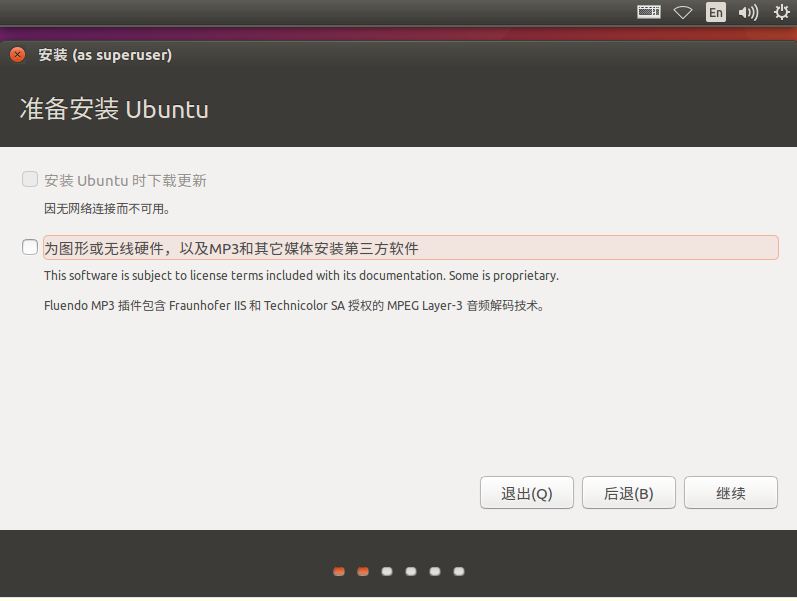 En
安装 (as superuser)
准备安装 Ubuntu
安装 Ubuntu 时下载更新
因无网络连接而不可用。
为图形或无线硬件，以及MP3和其它媒体安装第三方软件
This software is subject to license terms included with its documentation. Some is proprietary.
Fluendo MP3 插件包含 Fraunhofer IIS 和 Technicolor SA 授权的 MPEG Layer-3 音频解码技术。
退出(Q) 后退(B) 继续